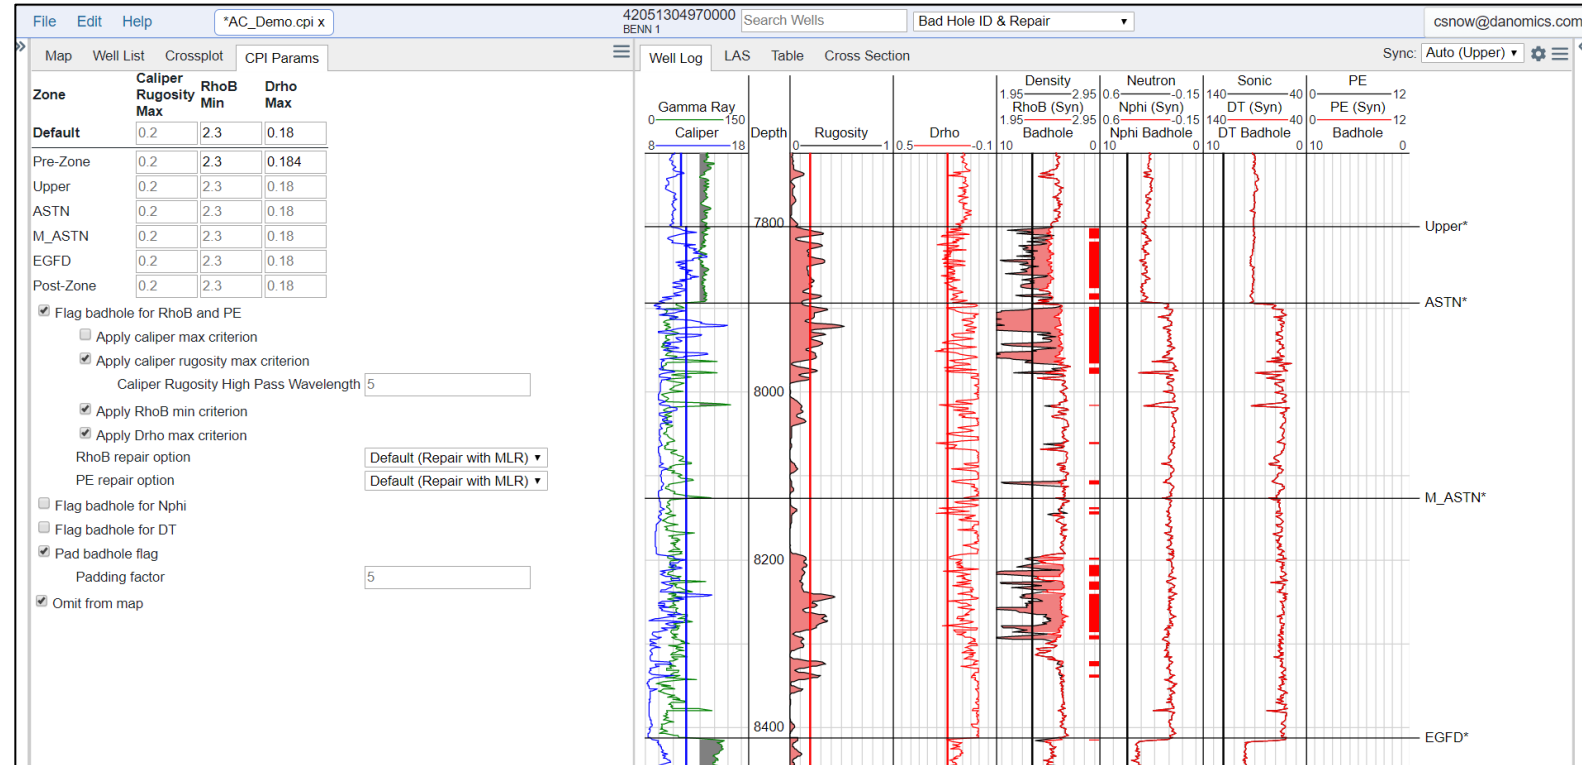 File Edit Help *AC_Demo.cpi x 42051304970000 Search Wells Bad Hole ID & Repair csnow@danomics.com
BENN 1
Map Well List Crossplot CPI Params
Zone Caliper Rugosity Max RhoB Min Drho Max
Default 0.2 2.3 0.18
Pre-Zone 0.2 2.3 0.184
Upper 0.2 2.3 0.18
ASTN 0.2 2.3 0.18
M_ASTN 0.2 2.3 0.18
EGFD 0.2 2.3 0.18
Post-Zone 0.2 2.3 0.18
Flag badhole for RhoB and PE
Apply caliper max criterion
Apply caliper rugosity max criterion
Caliper Rugosity High Pass Wavelength 5
Apply RhoB min criterion
Apply Drho max criterion
RhoB repair option Default (Repair with MLR)
PE repair option Default (Repair with MLR)
Flag badhole for Nphi
Flag badhole for DT
Pad badhole flag
Padding factor 5
Omit from map
Well Log LAS Table Cross Section Sync: Auto (Upper)
Density Neutron Sonic PE
1.95 2.95 0.6 -0.15 140 40 0 12
Gamma Ray RhoB (Syn) Nphi (Syn) DT (Syn) PE (Syn)
0 150 1.95 2.95 0.6 -0.15 140 40 0 12
Caliper Depth Rugosity Drho Badhole Nphi Badhole DT Badhole Badhole
8 18 0 1 0.5 -0.1 10 0 10 0 10 0 10 0
7800 Upper*
ASTN*
8000
M_ASTN*
8200
8400
EGFD*